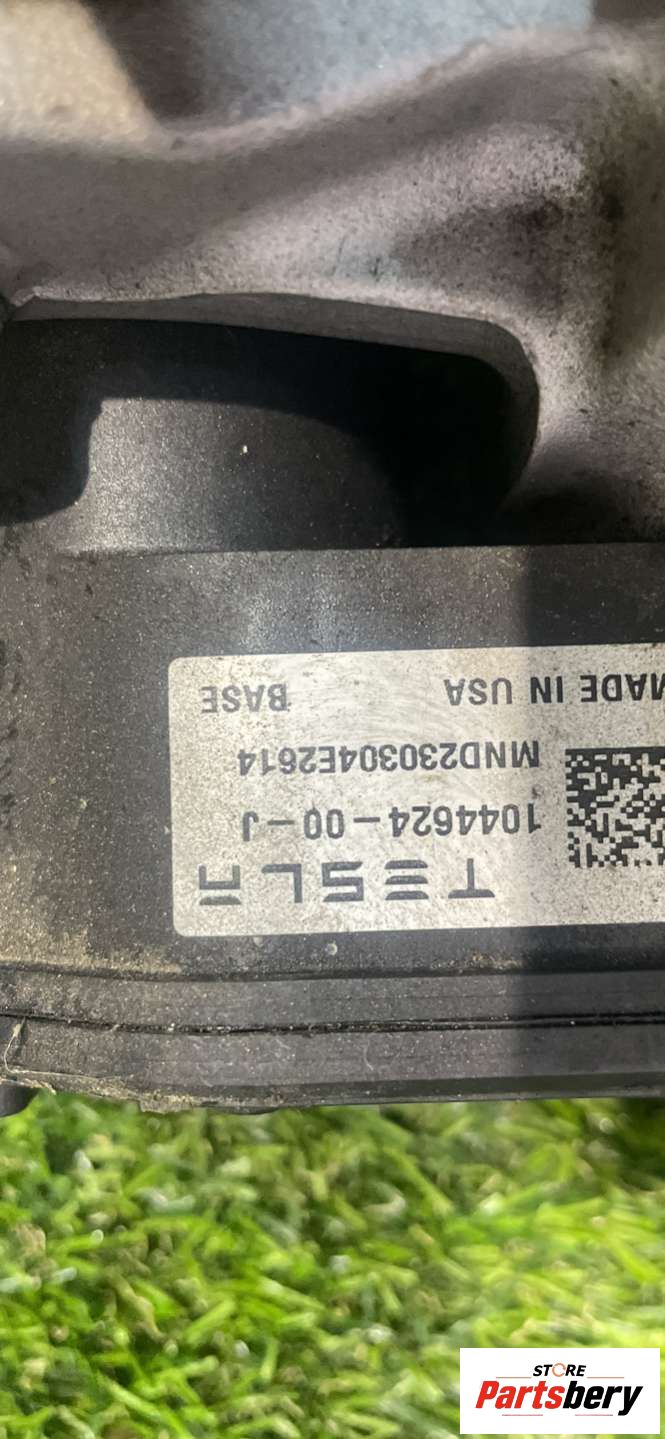 TESLA
1044624-00-J
MND230304E2614
MADE IN USA BASE
STORE
Partsbery